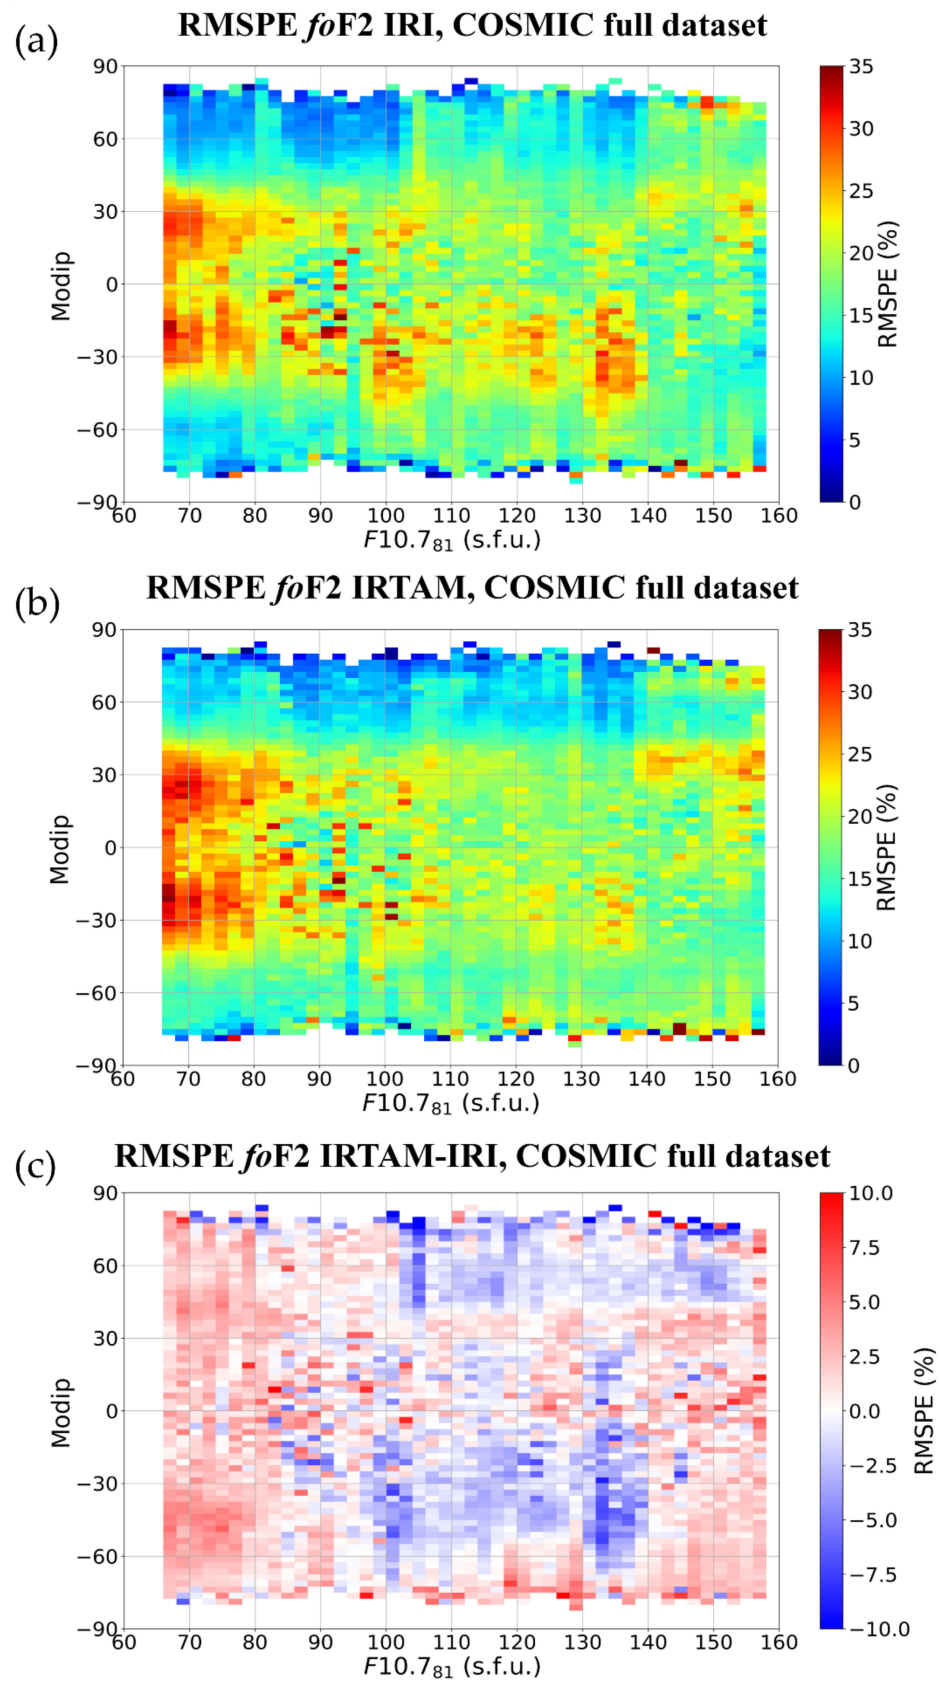 (a)
RMSPE foF2 IRI, COSMIC full dataset
90
60
30
0
−30
−60
−90
Modip
60 70 80 90 100 110 120 130 140 150 160
F10.7₈₁ (s.f.u.)
35
30
25
20
15
10
5
0
RMSPE (%)
(b)
RMSPE foF2 IRTAM, COSMIC full dataset
90
60
30
0
−30
−60
−90
Modip
60 70 80 90 100 110 120 130 140 150 160
F10.7₈₁ (s.f.u.)
35
30
25
20
15
10
5
0
RMSPE (%)
(c)
RMSPE foF2 IRTAM-IRI, COSMIC full dataset
90
60
30
0
−30
−60
−90
Modip
60 70 80 90 100 110 120 130 140 150 160
F10.7₈₁ (s.f.u.)
10.0
7.5
5.0
2.5
0.0
−2.5
−5.0
−7.5
−10.0
RMSPE (%)